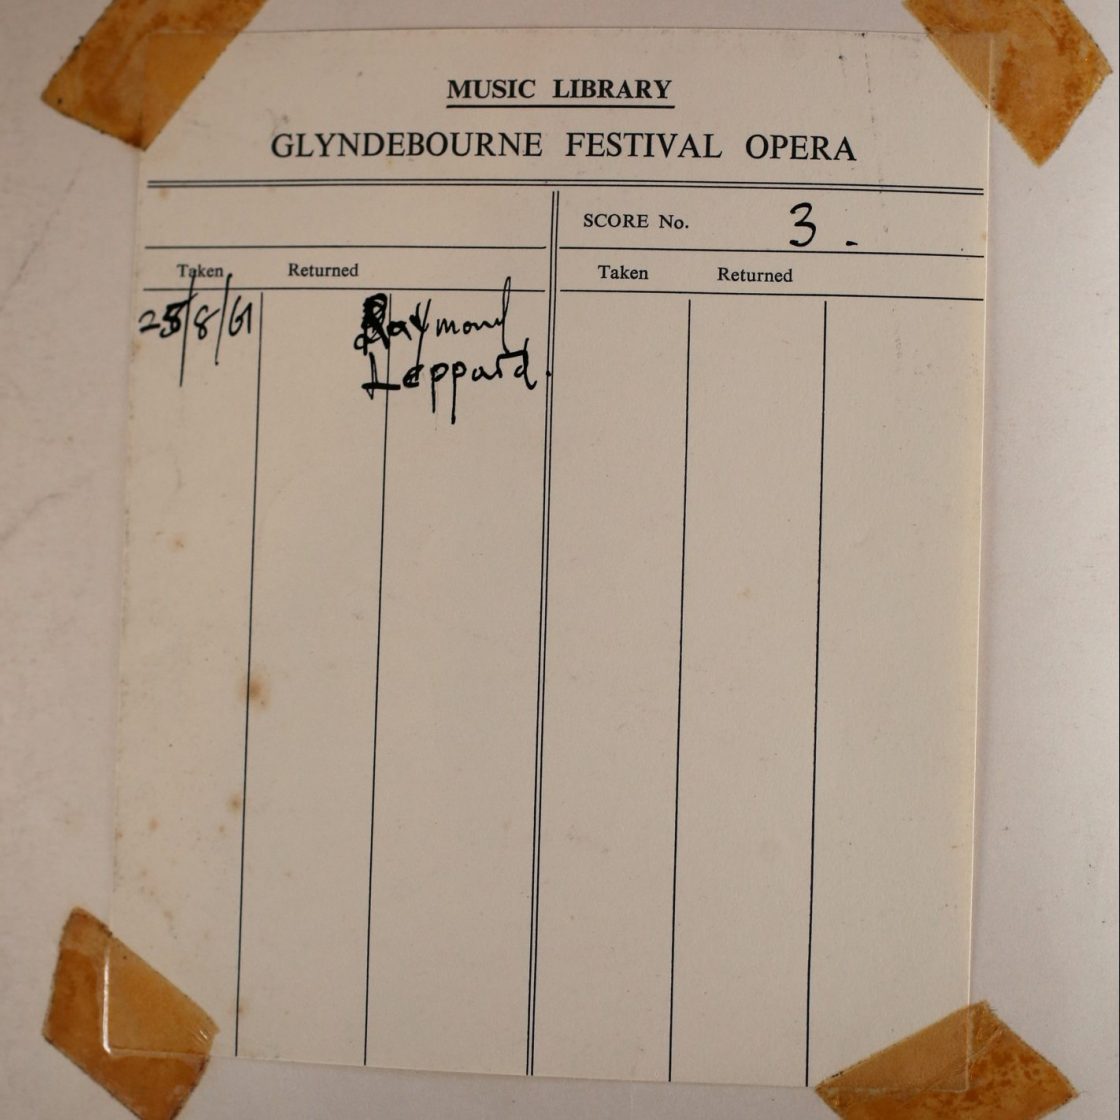 MUSIC LIBRARY
GLYNDEBOURNE FESTIVAL OPERA
SCORE No. 3.
Taken Returned
Taken Returned
25/8/61 Raymond
Leppard.